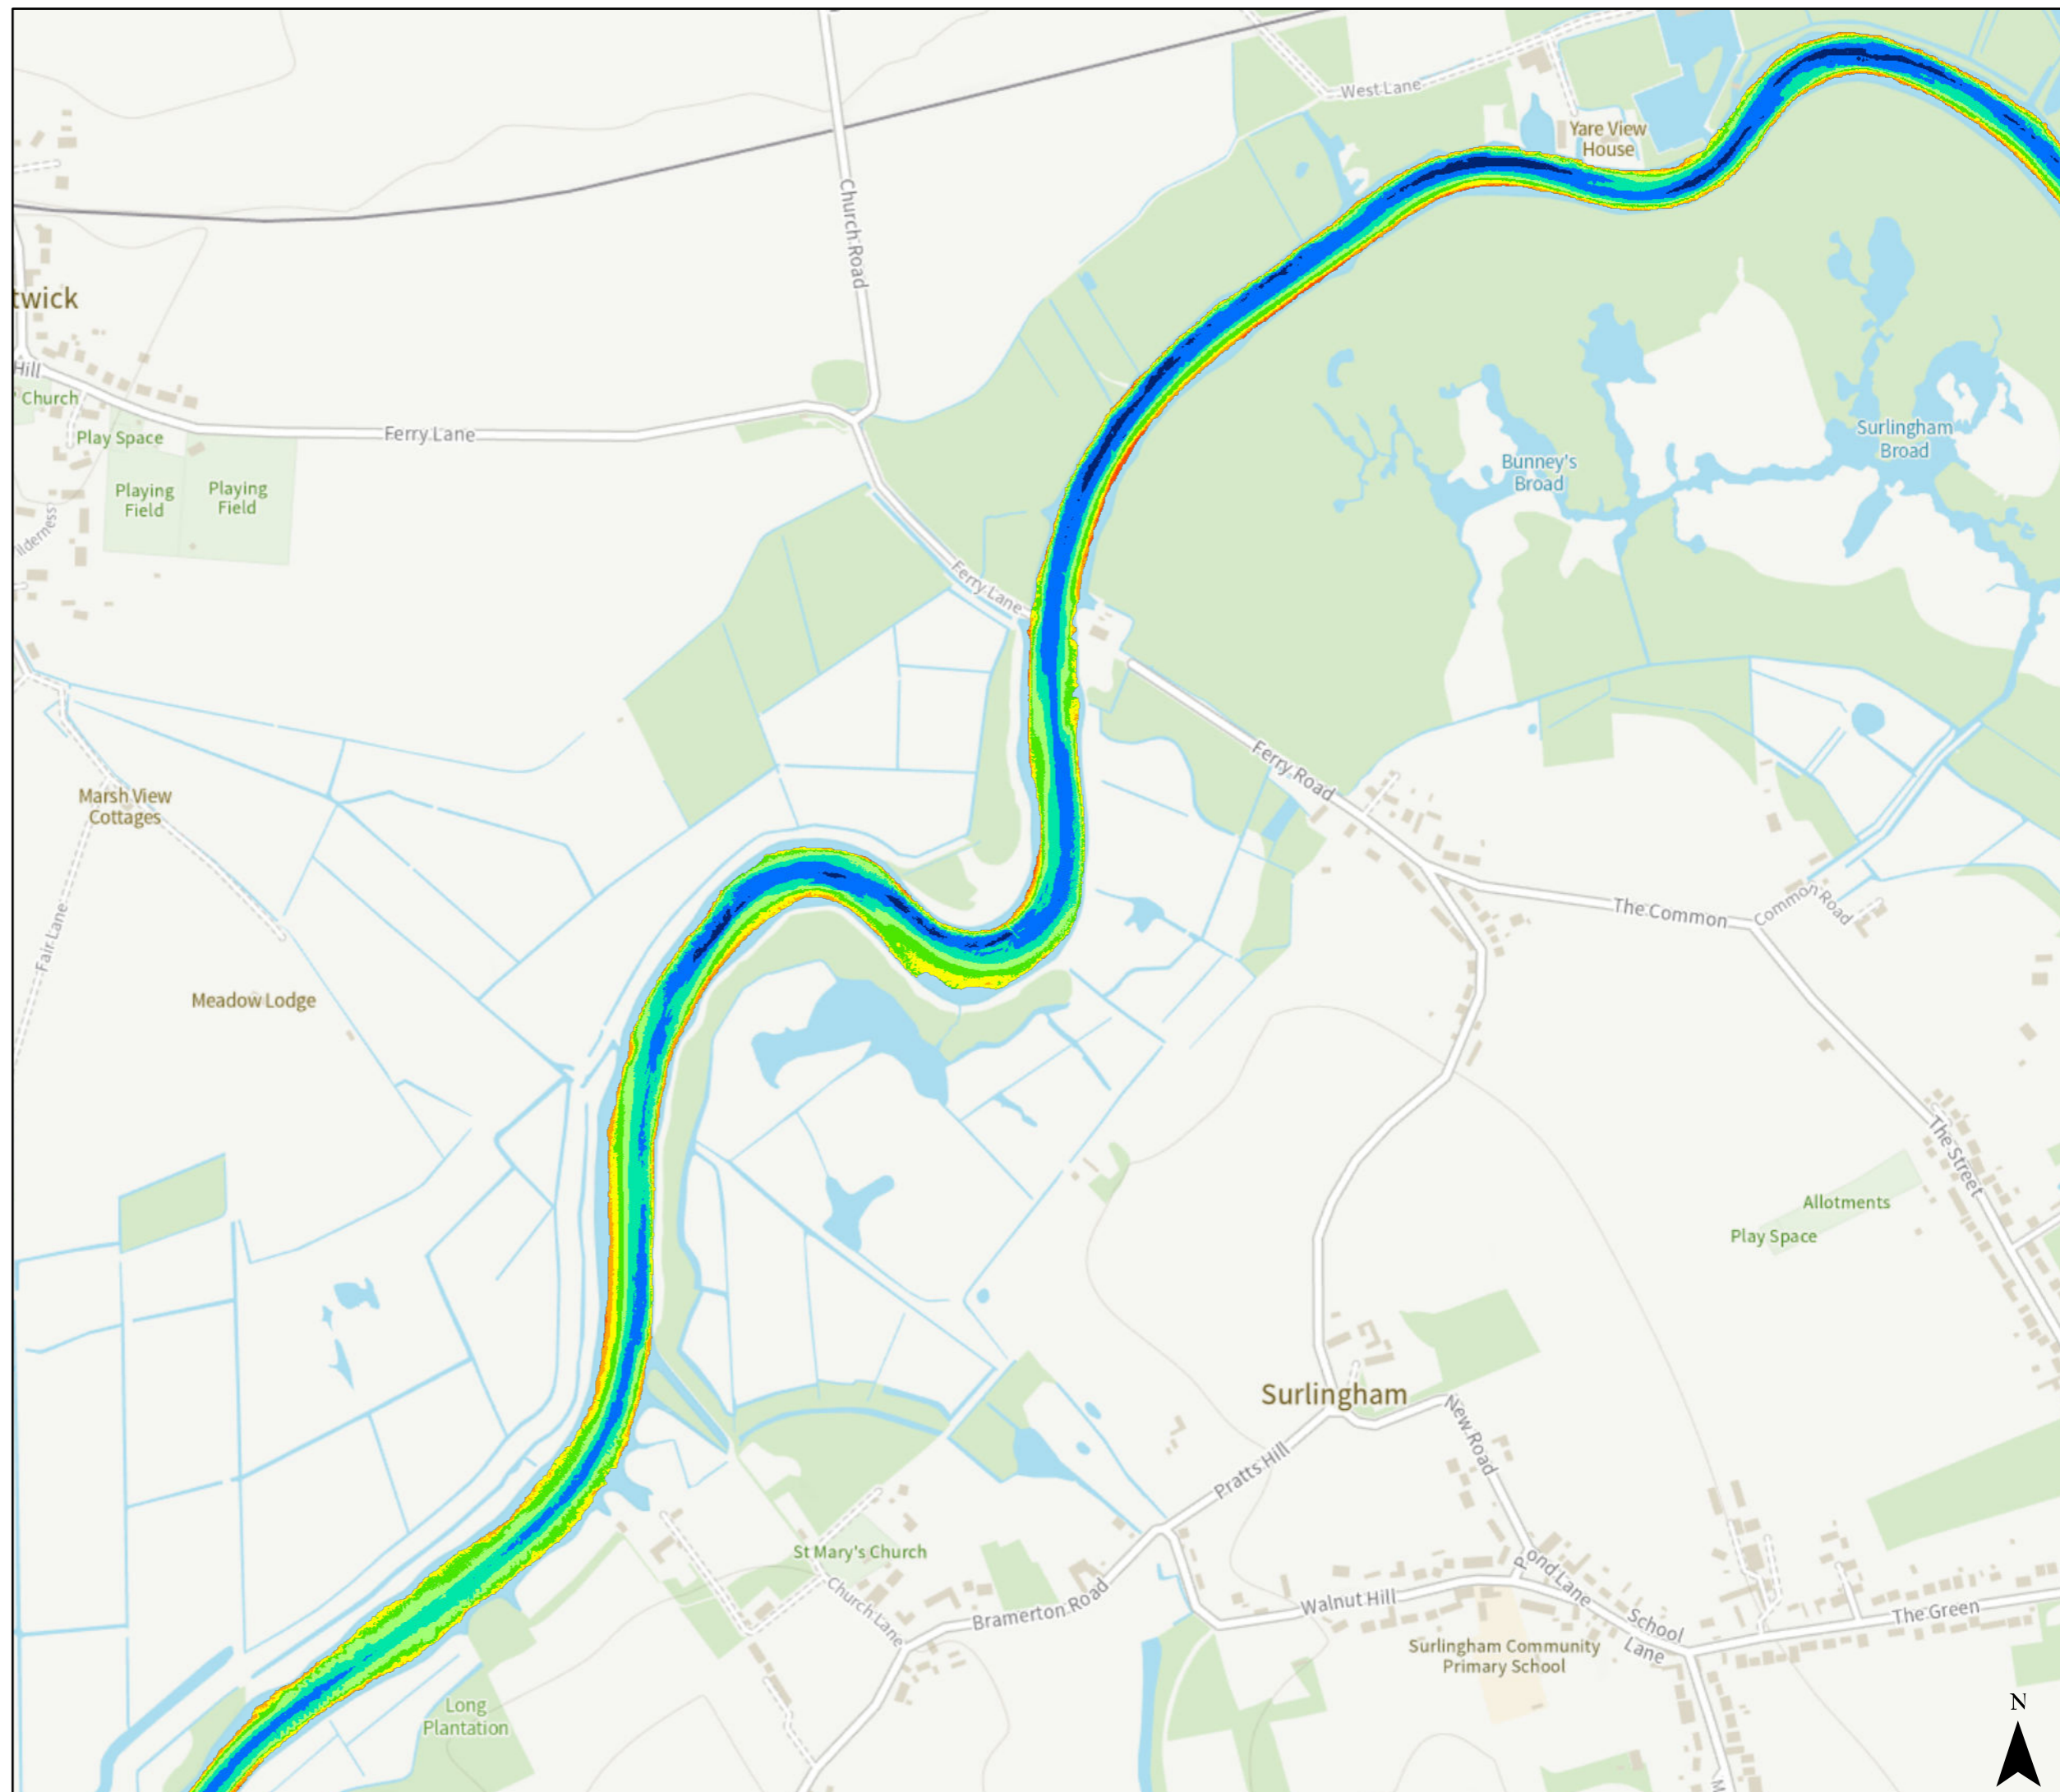 West Lane
Yare View
House
Church Road
twick
Hill
Church
Play Space
Ferry Lane
Playing
Field
Playing
Field
Surlingham
Broad
Bunney's
Broad
ilderness
Ferry Lane
Ferry Road
Marsh View
Cottages
The Common
Common Road
Fair Lane
Meadow Lodge
The Street
Allotments
Play Space
Surlingham
New Road
Pratts Hill
St Mary's Church
Pond Lane
Church Lane
Bramerton Road
Walnut Hill
School
Lane
The Green
Surlingham Community
Primary School
Long
Plantation
N
M